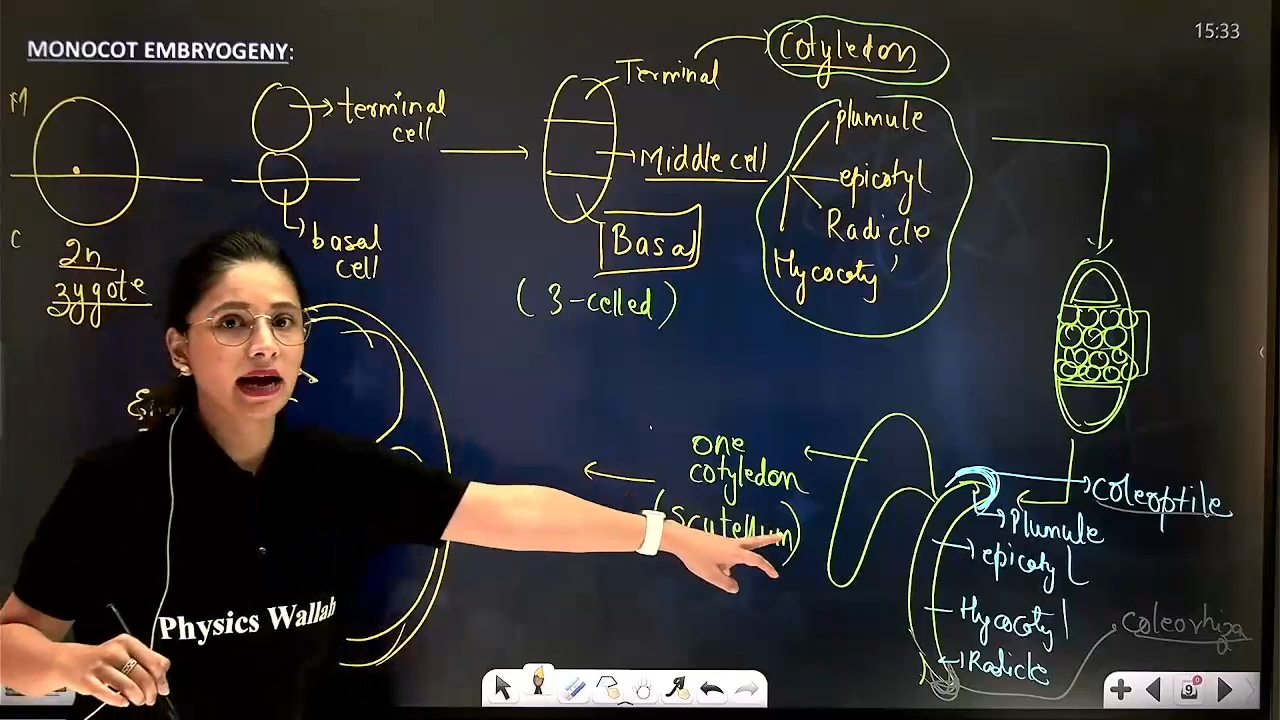 15:33
MONOCOT EMBRYOGENY:
M
C
2n
zygote
terminal
cell
basal
cell
Terminal
Middle cell
Basal
(3-celled)
Cotyledon
plumule
epicotyl
Radicle
Hycocoty'
one
cotyledon
(scutellum)
coleoptile
Plumule
epicotyl
Hycocotyl
Radicle
coleorhiza
Physics Wallah
9